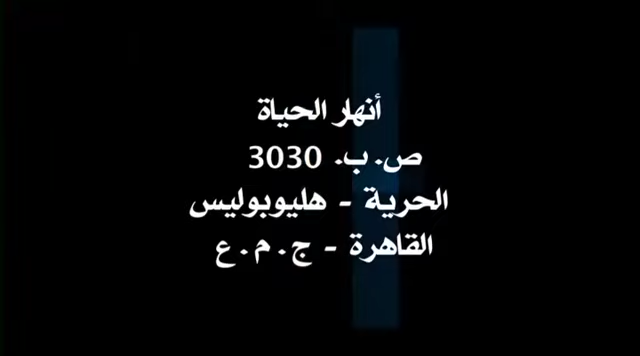 أنهار الحياة
ص. ب. 3030
الحرية - هليوبوليس
القاهرة - ج. م. ع